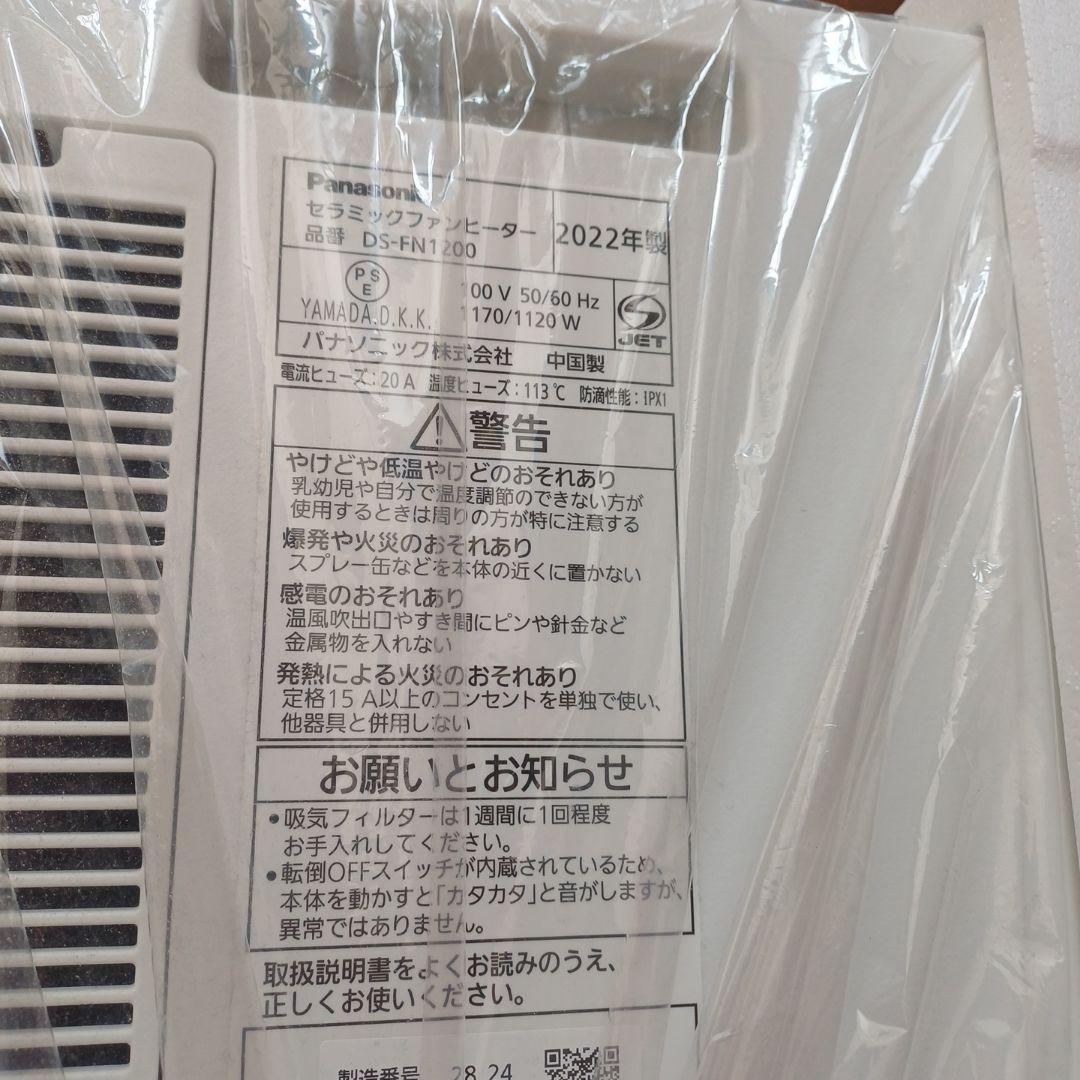 Panasonic
セラミックファンヒーター
品番 DS-FN1200
2022年製
PSE
YAMADA.D.K.K.
100 V 50/60 Hz
1170/1120 W
JET
パナソニック株式会社 中国製
電流ヒューズ:20 A 温度ヒューズ:113℃ 防滴性能:IPX1
警告
やけどや低温やけどのおそれあり
乳幼児や自分で温度調節のできない方が
使用するときは周りの方が特に注意する
爆発や火災のおそれあり
スプレー缶などを本体の近くに置かない
感電のおそれあり
温風吹出口やすき間にピンや針金など
金属物を入れない
発熱による火災のおそれあり
定格15 A以上のコンセントを単独で使い、
他器具と併用しない
お願いとお知らせ
•吸気フィルターは1週間に1回程度
お手入れしてください。
•転倒OFFスイッチが内蔵されているため、
本体を動かすと「カタカタ」と音がしますが、
異常ではありません。
取扱説明書をよくお読みのうえ、
正しくお使いください。
製造番号 28 24